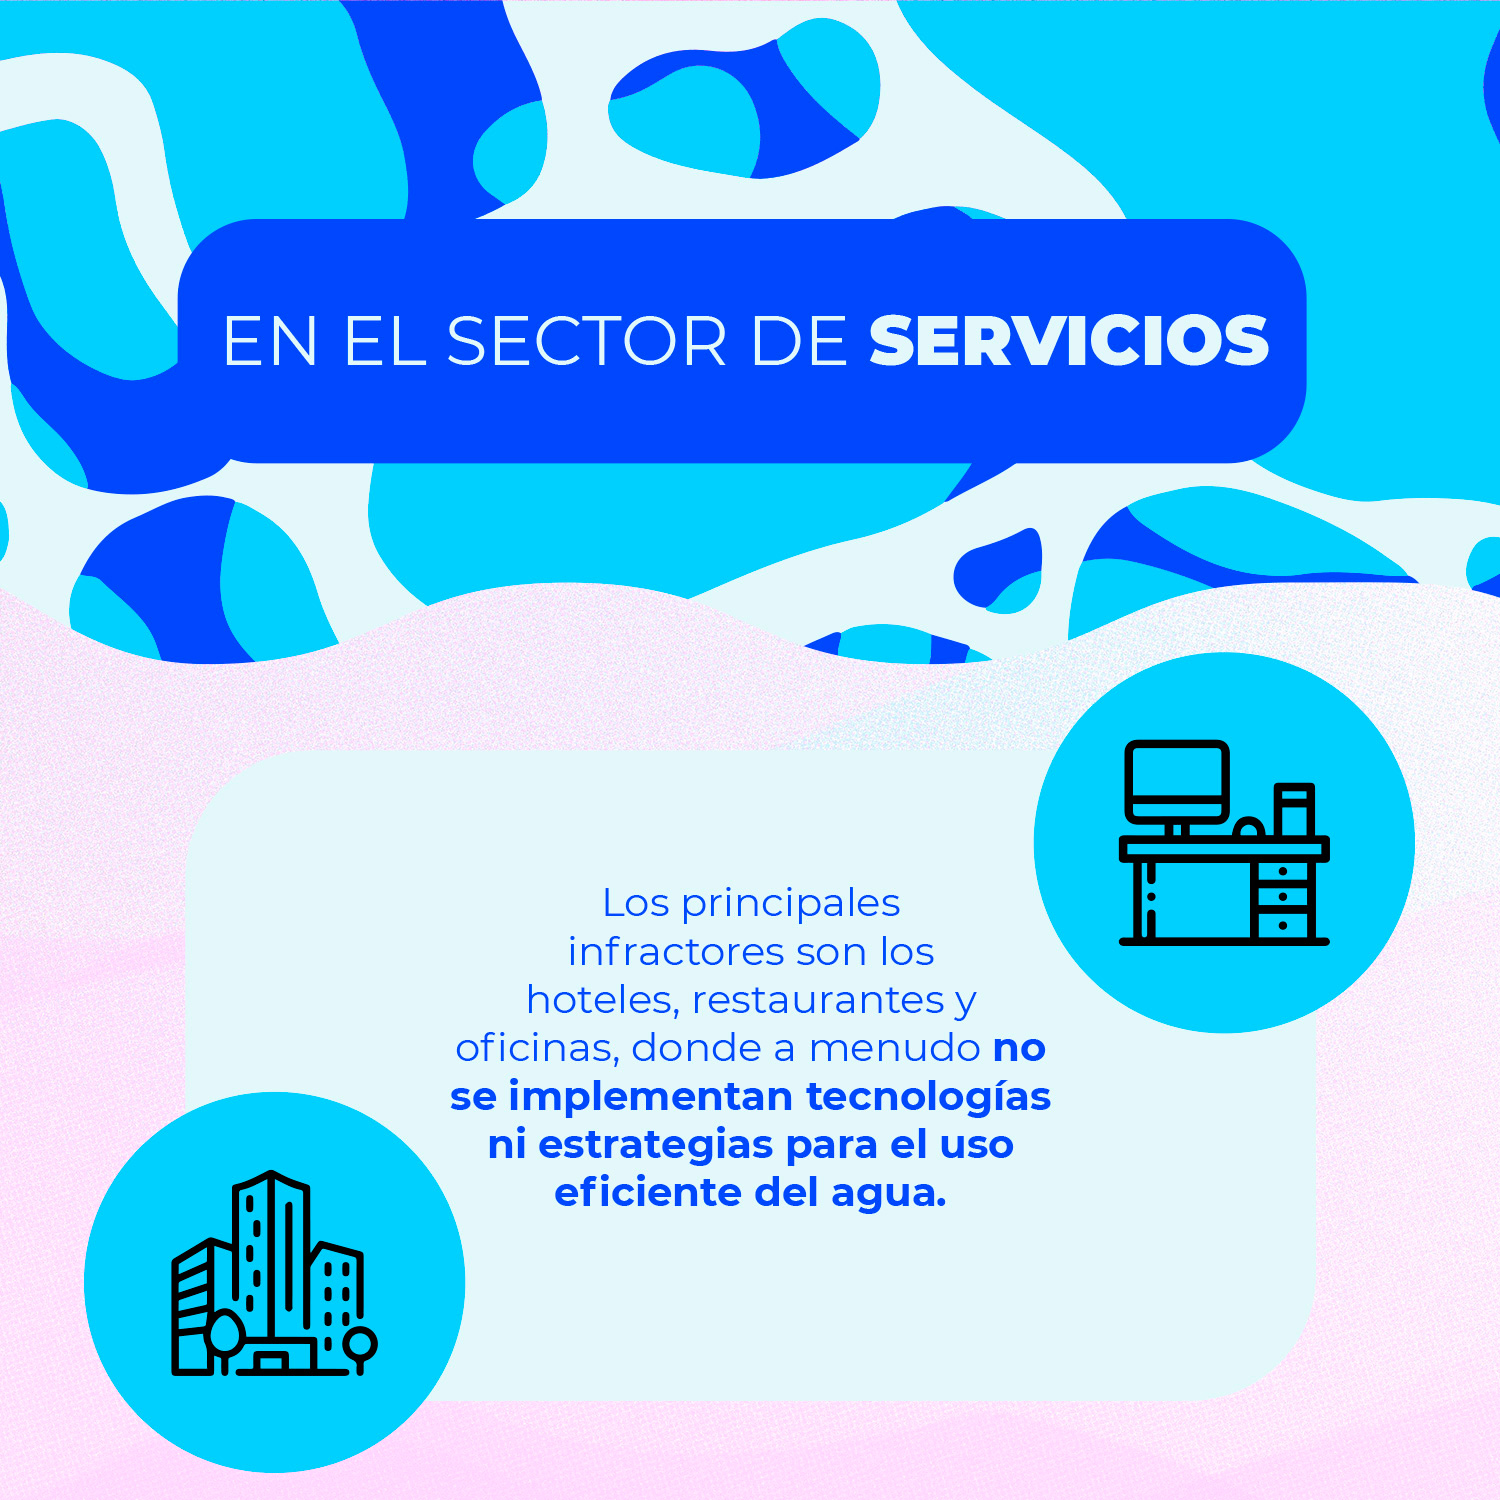 EN EL SECTOR DE SERVICIOS
Los principales
infractores son los
hoteles, restaurantes y
oficinas, donde a menudo no
se implementan tecnologías
ni estrategias para el uso
eficiente del agua.